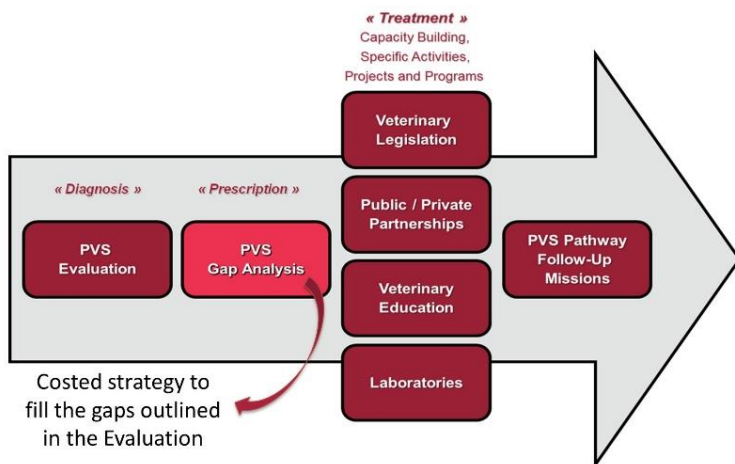 « Treatment »
Capacity Building,
Specific Activities,
Projects and Programs
« Diagnosis »
« Prescription »
PVS
Evaluation
PVS
Gap Analysis
Veterinary
Legislation
Public / Private
Partnerships
Veterinary
Education
Laboratories
PVS Pathway
Follow-Up
Missions
Costed strategy to
fill the gaps outlined
in the Evaluation